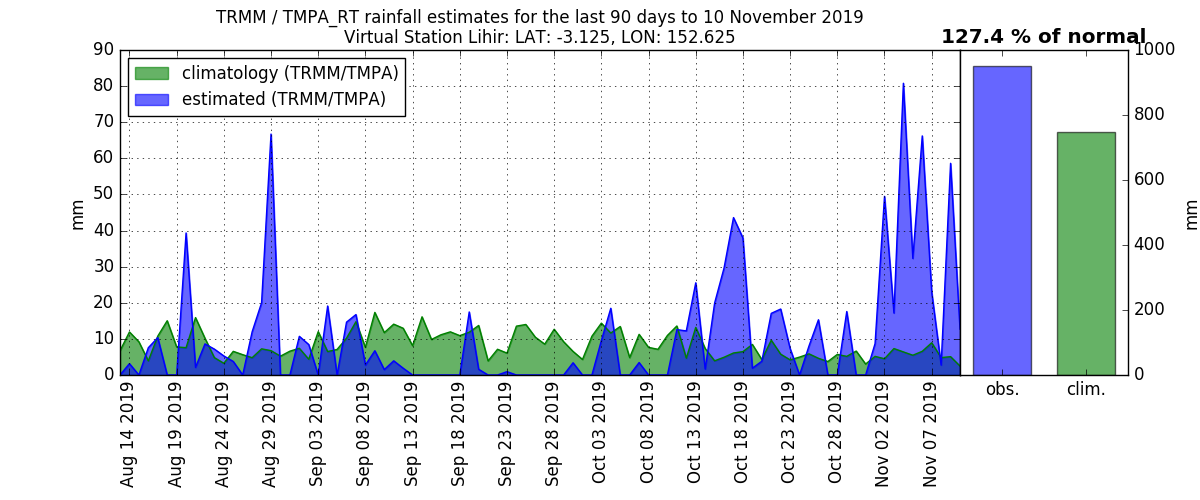 TRMM / TMPA_RT rainfall estimates for the last 90 days to 10 November 2019
Virtual Station Lihir: LAT: -3.125, LON: 152.625
127.4 % of normal
climatology (TRMM/TMPA)
estimated (TRMM/TMPA)
90
80
70
60
50
40
30
20
10
0
mm
Aug 14 2019
Aug 19 2019
Aug 24 2019
Aug 29 2019
Sep 03 2019
Sep 08 2019
Sep 13 2019
Sep 18 2019
Sep 23 2019
Sep 28 2019
Oct 03 2019
Oct 08 2019
Oct 13 2019
Oct 18 2019
Oct 23 2019
Oct 28 2019
Nov 02 2019
Nov 07 2019
obs.
clim.
1000
800
600
400
200
0
mm